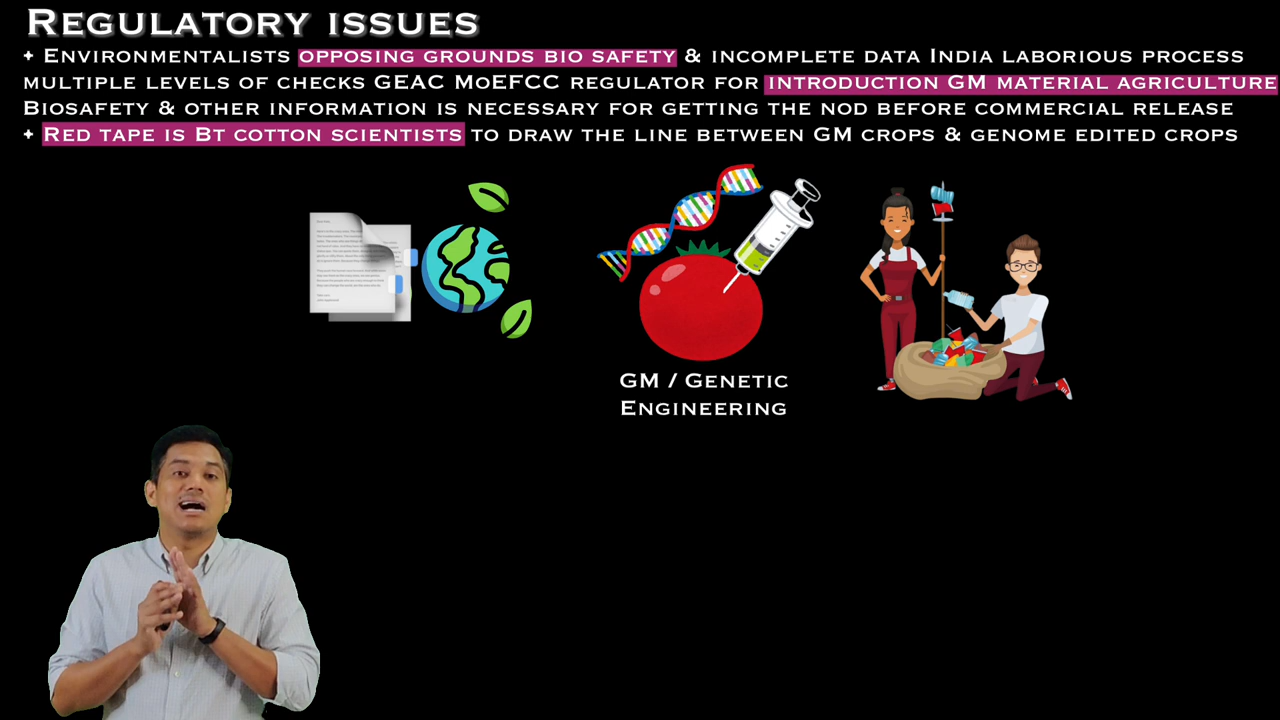 Regulatory issues
+ Environmentalists opposing grounds bio safety & incomplete data India laborious process
multiple levels of checks GEAC MoEFCC regulator for introduction GM material agriculture
Biosafety & other information is necessary for getting the nod before commercial release
+ Red tape is Bt cotton scientists to draw the line between GM crops & genome edited crops
GM / Genetic
Engineering